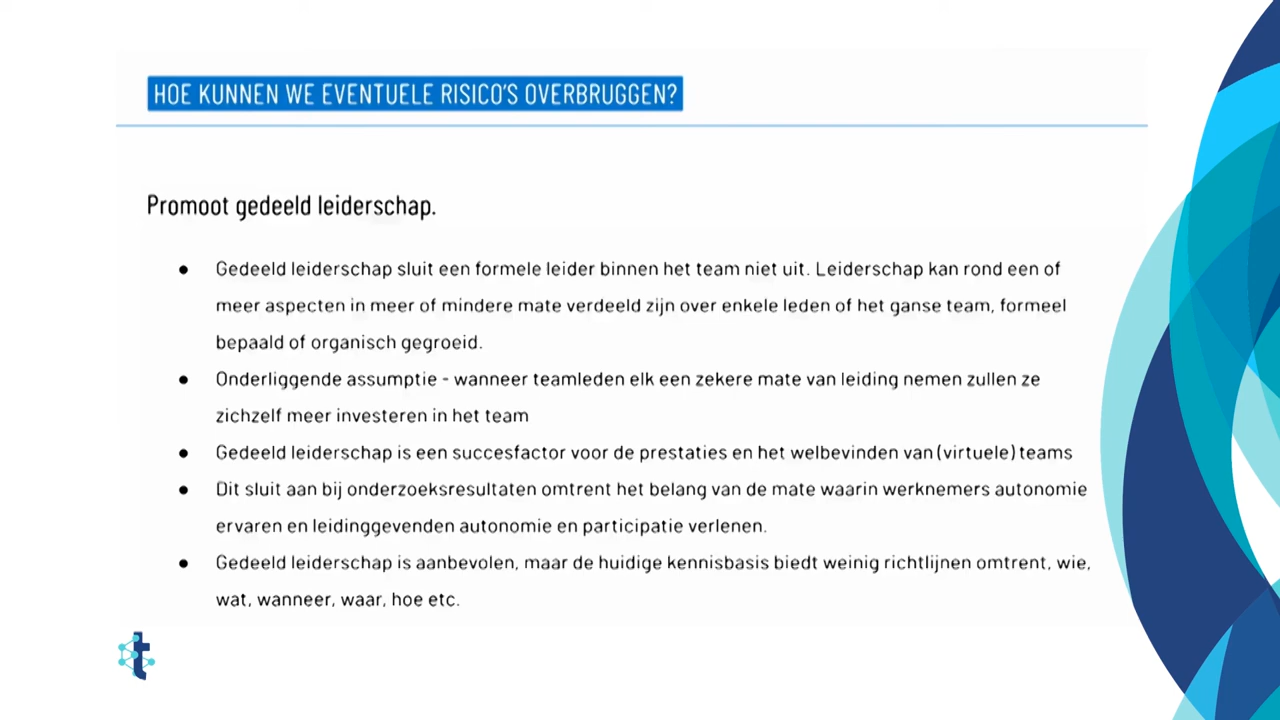 HOE KUNNEN WE EVENTUELE RISICO'S OVERBRUGGEN?
Promoot gedeeld leiderschap.
● Gedeeld leiderschap sluit een formele leider binnen het team niet uit. Leiderschap kan rond een of
meer aspecten in meer of mindere mate verdeeld zijn over enkele leden of het ganse team, formeel
bepaald of organisch gegroeid.
● Onderliggende assumptie - wanneer teamleden elk een zekere mate van leiding nemen zullen ze
zichzelf meer investeren in het team
● Gedeeld leiderschap is een succesfactor voor de prestaties en het welbevinden van (virtuele) teams
● Dit sluit aan bij onderzoeksresultaten omtrent het belang van de mate waarin werknemers autonomie
ervaren en leidinggevenden autonomie en participatie verlenen.
● Gedeeld leiderschap is aanbevolen, maar de huidige kennisbasis biedt weinig richtlijnen omtrent, wie,
wat, wanneer, waar, hoe etc.
t